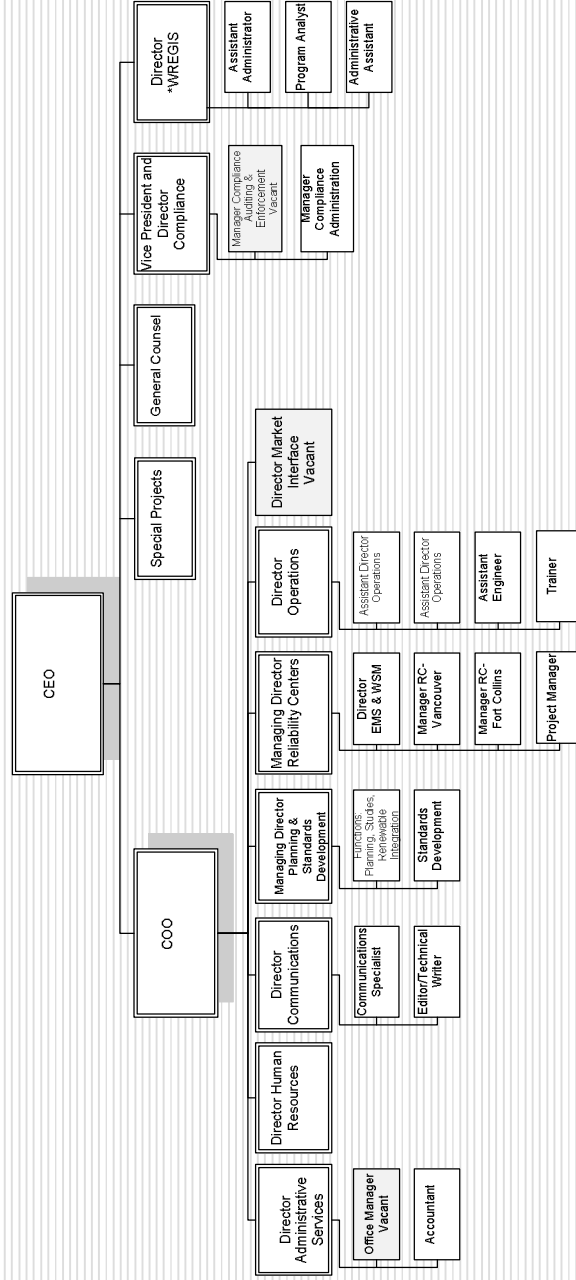 CEO
COO
Special Projects
General Counsel
Vice President and
Director
Compliance
Director
*WREGIS
Manager Compliance
Auditing &
Enforcement
Vacant
Manager
Compliance
Administration
Assistant
Administrator
Program Analyst
Administrative
Assistant
Director
Administrative
Services
Director Human
Resources
Director
Communications
Managing Director
Planning &
Standards
Development
Managing Director
Reliability Centers
Director
Operations
Director Market
Interface
Vacant
Office Manager
Vacant
Accountant
Communications
Specialist
Editor/Technical
Writer
Functions:
Planning, Studies,
Renewable
Integration
Standards
Development
Director
EMS & WSM
Manager RC-
Vancouver
Manager RC-
Fort Collins
Project Manager
Assistant Director
Operations
Assistant Director
Operations
Assistant
Engineer
Trainer